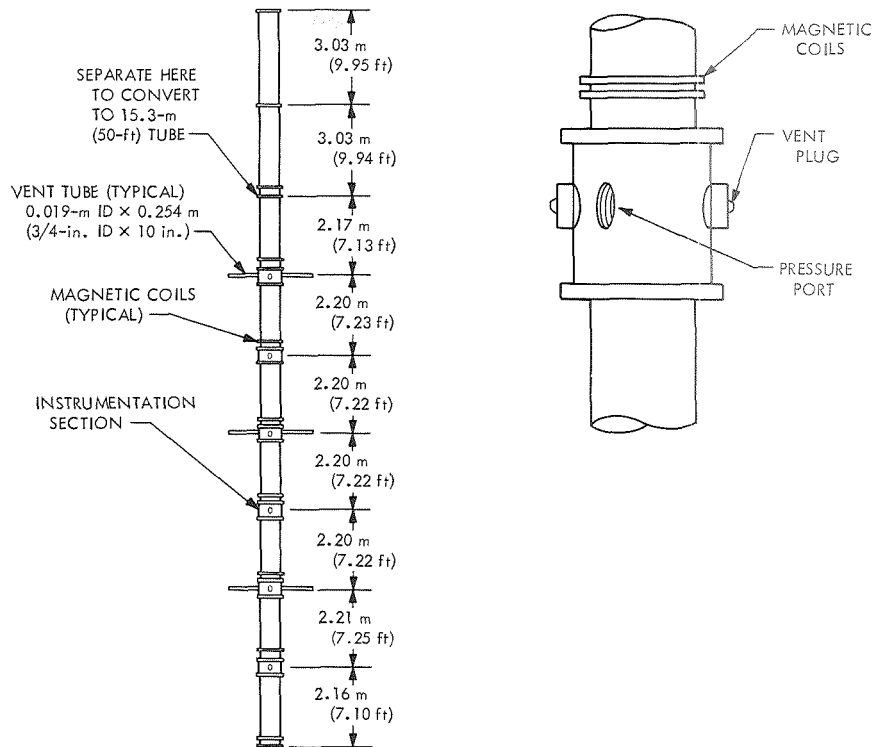 3.03 m
(9.95 ft)
SEPARATE HERE
TO CONVERT
TO 15.3-m
(50-ft) TUBE
3.03 m
(9.94 ft)
VENT TUBE (TYPICAL)
0.019-m ID × 0.254 m
(3/4-in. ID × 10 in.)
2.17 m
(7.13 ft)
MAGNETIC COILS
(TYPICAL)
2.20 m
(7.23 ft)
2.20 m
(7.22 ft)
INSTRUMENTATION
SECTION
2.20 m
(7.22 ft)
2.20 m
(7.22 ft)
2.21 m
(7.25 ft)
2.16 m
(7.10 ft)
MAGNETIC
COILS
VENT
PLUG
PRESSURE
PORT